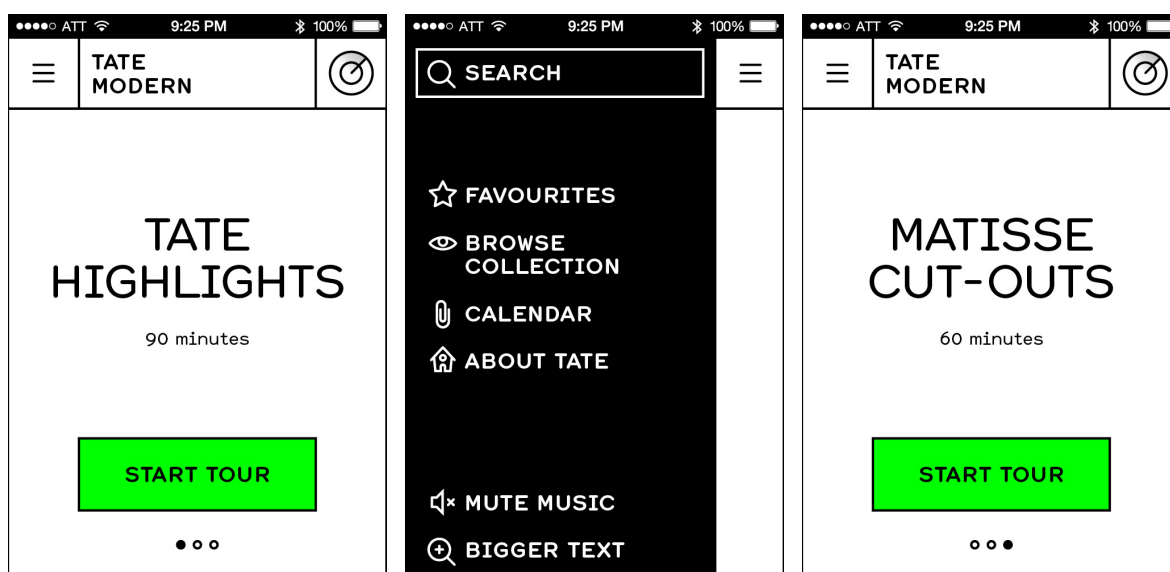 ATT 9:25 PM 100%
TATE
MODERN
TATE
HIGHLIGHTS
90 minutes
START TOUR
ATT 9:25 PM 100%
SEARCH
FAVOURITES
BROWSE
COLLECTION
CALENDAR
ABOUT TATE
MUTE MUSIC
BIGGER TEXT
ATT 9:25 PM 100%
TATE
MODERN
MATISSE
CUT-OUTS
60 minutes
START TOUR